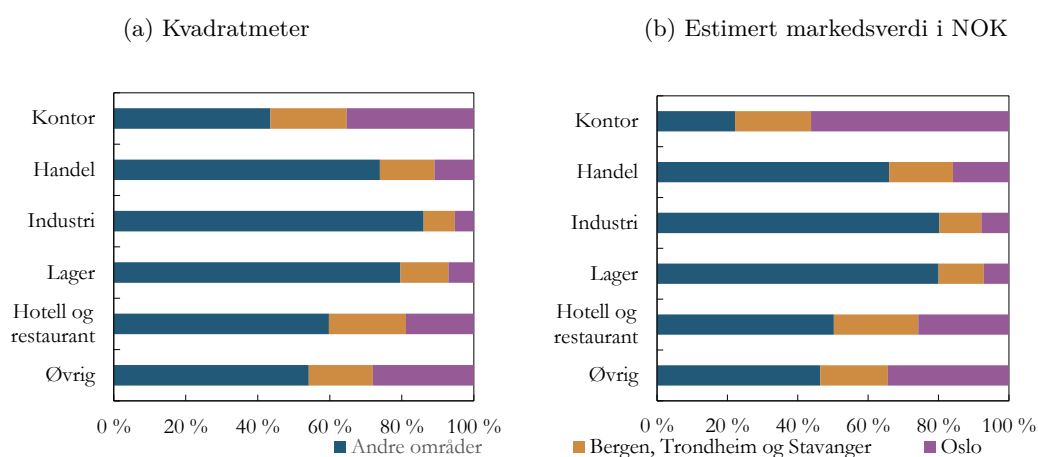 (a) Kvadratmeter
Kontor
Handel
Industri
Lager
Hotell og
restaurant
Øvrig
0 % 20 % 40 % 60 % 80 % 100 %
(b) Estimert markedsverdi i NOK
Kontor
Handel
Industri
Lager
Hotell og
restaurant
Øvrig
0 % 20 % 40 % 60 % 80 % 100 %
Andre områder Bergen, Trondheim og Stavanger Oslo